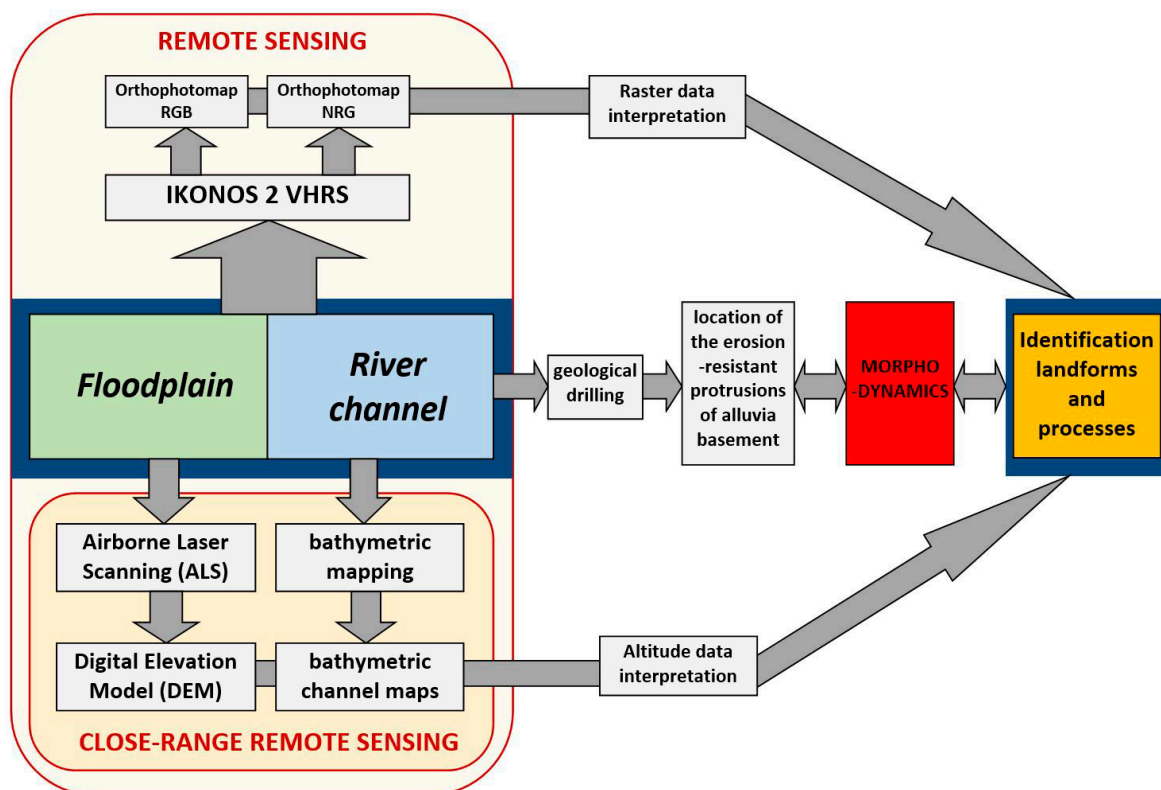 REMOTE SENSING
Orthophotomap
RGB
Orthophotomap
NRG
Raster data
interpretation
IKONOS 2 VHRS
Floodplain
River
channel
geological
drilling
location of
the erosion
-resistant
protrusions
of alluvia
basement
MORPHO
-DYNAMICS
Identification
landforms
and
processes
Airborne Laser
Scanning (ALS)
bathymetric
mapping
Digital Elevation
Model (DEM)
bathymetric
channel maps
Altitude data
interpretation
CLOSE-RANGE REMOTE SENSING